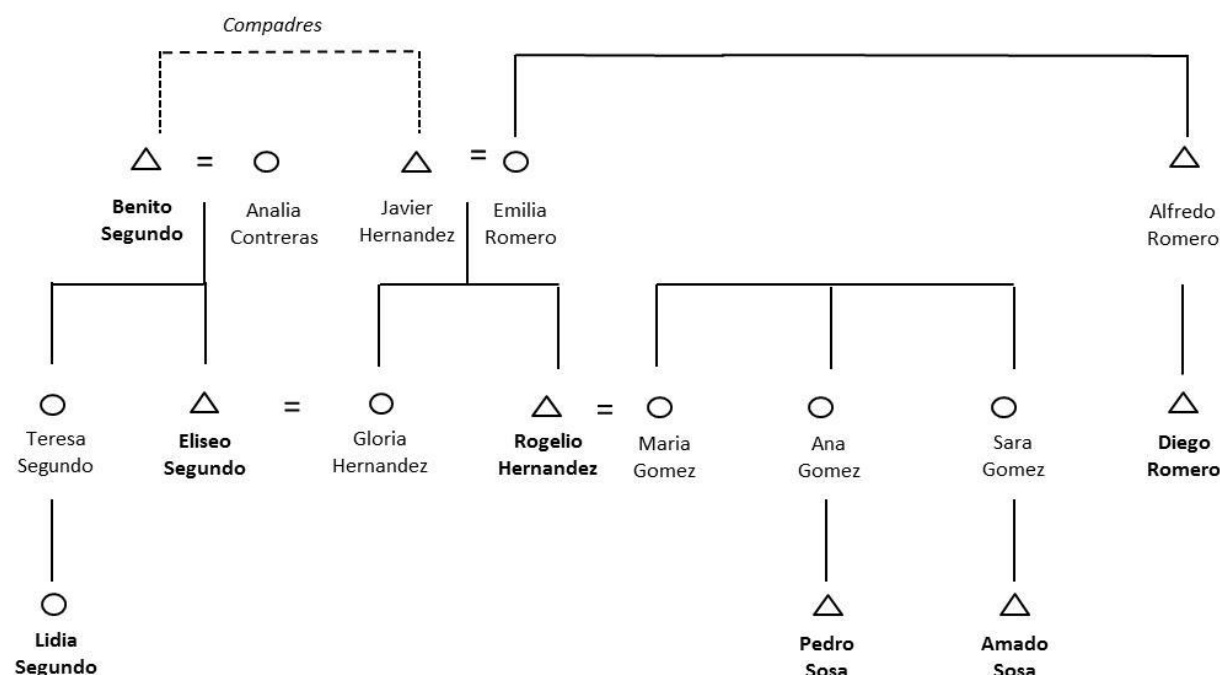 Compadres
Benito
Segundo
Analia
Contreras
Javier
Hernandez
Emilia
Romero
Alfredo
Romero
Teresa
Segundo
Eliseo
Segundo
Gloria
Hernandez
Rogelio
Hernandez
Maria
Gomez
Ana
Gomez
Sara
Gomez
Diego
Romero
Lidia
Segundo
Pedro
Sosa
Amado
Sosa